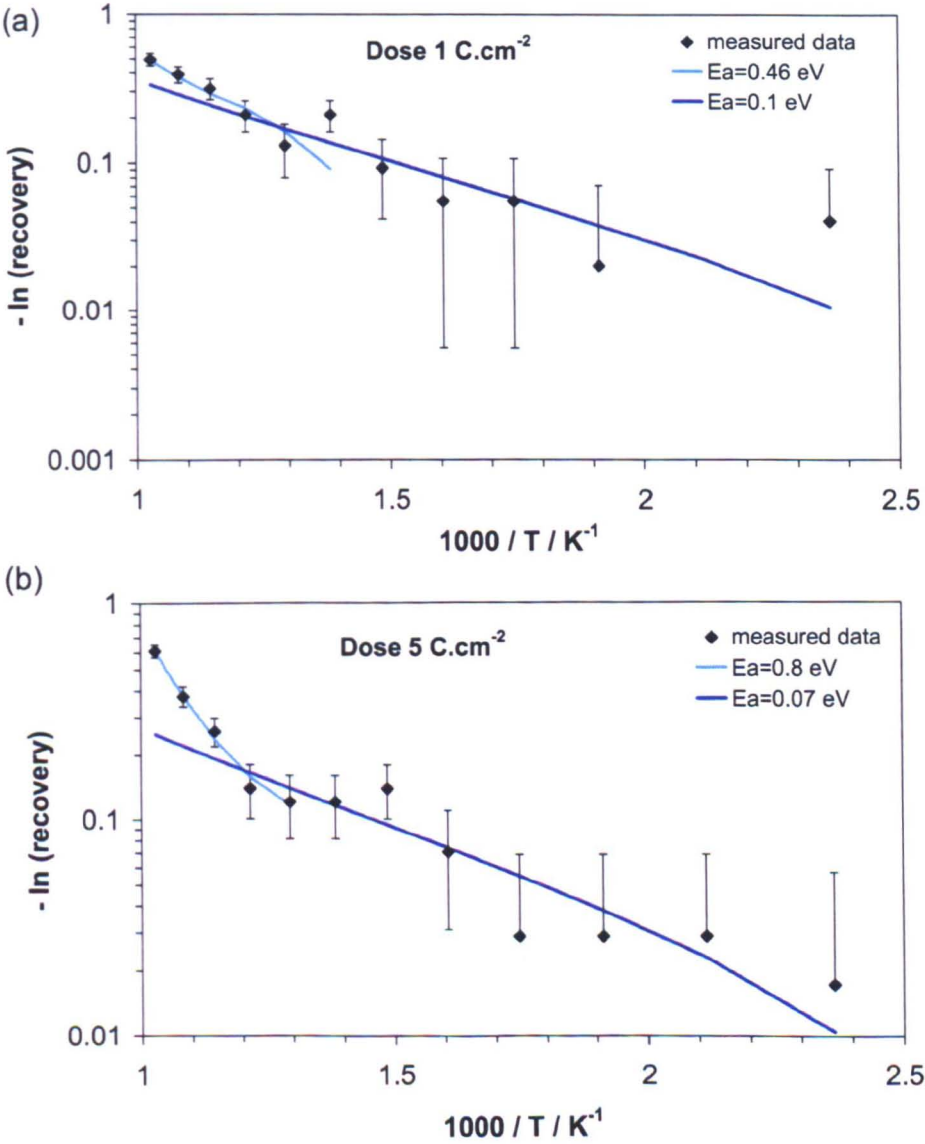 (a)
1
Dose 1 C.cm-2
measured data
Ea=0.46 eV
Ea=0.1 eV
0.1
0.01
0.001
- ln (recovery)
1 1.5 2 2.5
1000 / T / K-1
(b)
1
Dose 5 C.cm-2
measured data
Ea=0.8 eV
Ea=0.07 eV
0.1
0.01
- ln (recovery)
1 1.5 2 2.5
1000 / T / K-1